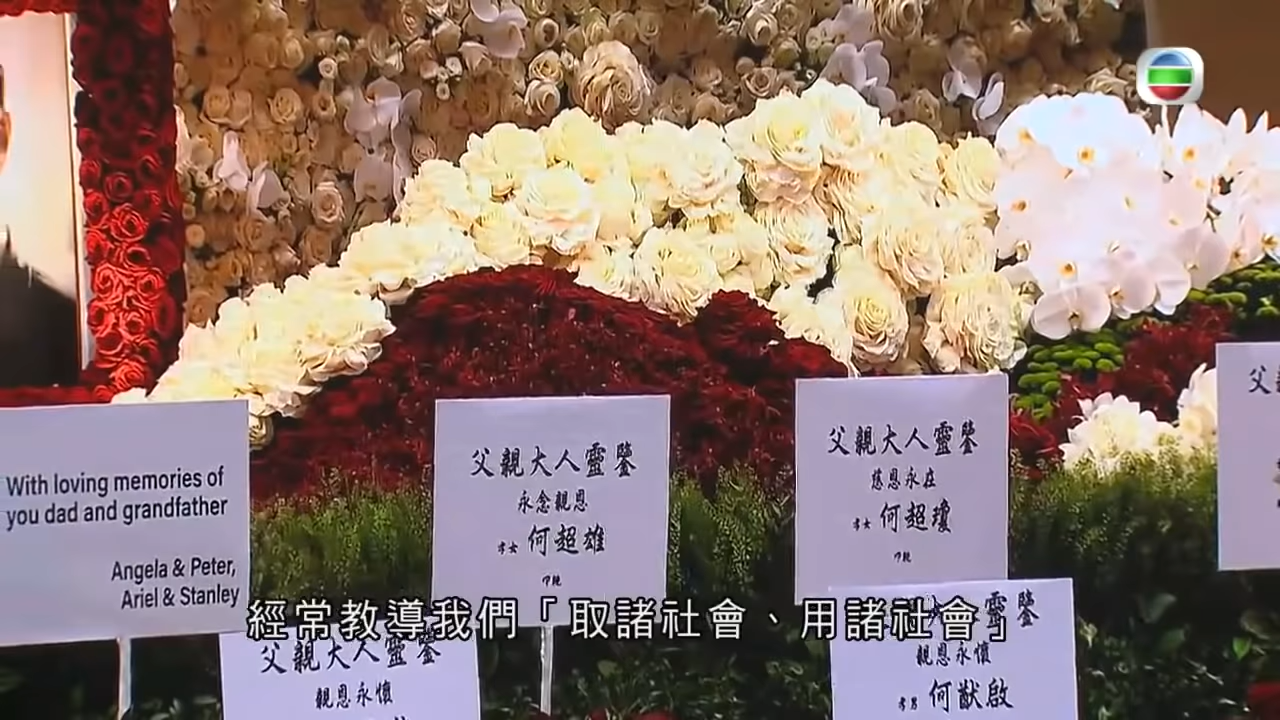 With loving memories of
you dad and grandfather
Angela & Peter,
Ariel & Stanley
父親大人靈鑒
永念親恩
孝女 何超雄
叩輓
父親大人靈鑒
慈恩永在
孝女 何超瓊
叩輓
父
經常教導我們「取諸社會、用諸社會」
父親大人靈鑒
親恩永懷
靈鑒
親恩永懷
孝男 何猷啟